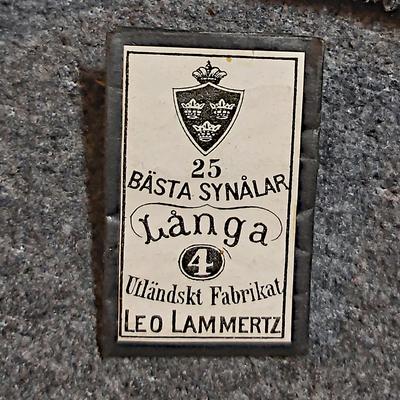 25
BÄSTA SYNÅLAR
Långa
4
Utländskt Fabrikat
LEO LAMMERTZ